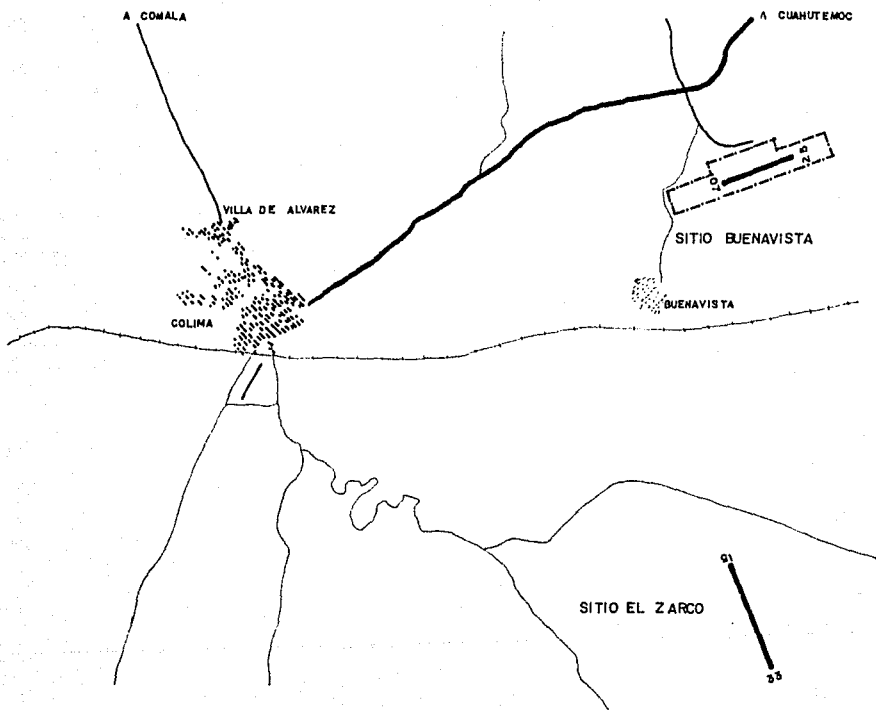 A COMALA
A CUAHUTEMOC
VILLA DE ALVAREZ
07
25
SITIO BUENAVISTA
BUENAVISTA
COLIMA
15
SITIO EL ZARCO
33